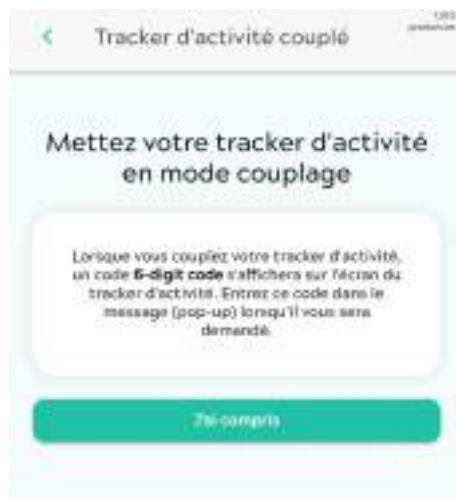 Tracker d'activité couplé
Mettez votre tracker d'activité
en mode couplage
Lorsque vous couplez votre tracker d'activité,
un code 6-digit code s'affichera sur l'écran du
tracker d'activité. Entrez ce code dans le
message (pop-up) lorsqu'il vous sera
demandé.
J'ai compris